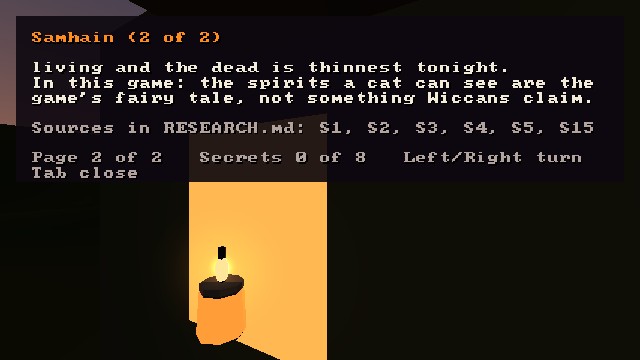 Samhain (2 of 2)
living and the dead is thinnest tonight.
In this game: the spirits a cat can see are the
game's fairy tale, not something Wiccans claim.
Sources in RESEARCH.md: S1, S2, S3, S4, S5, S15
Page 2 of 2   Secrets 0 of 8   Left/Right turn
Tab close